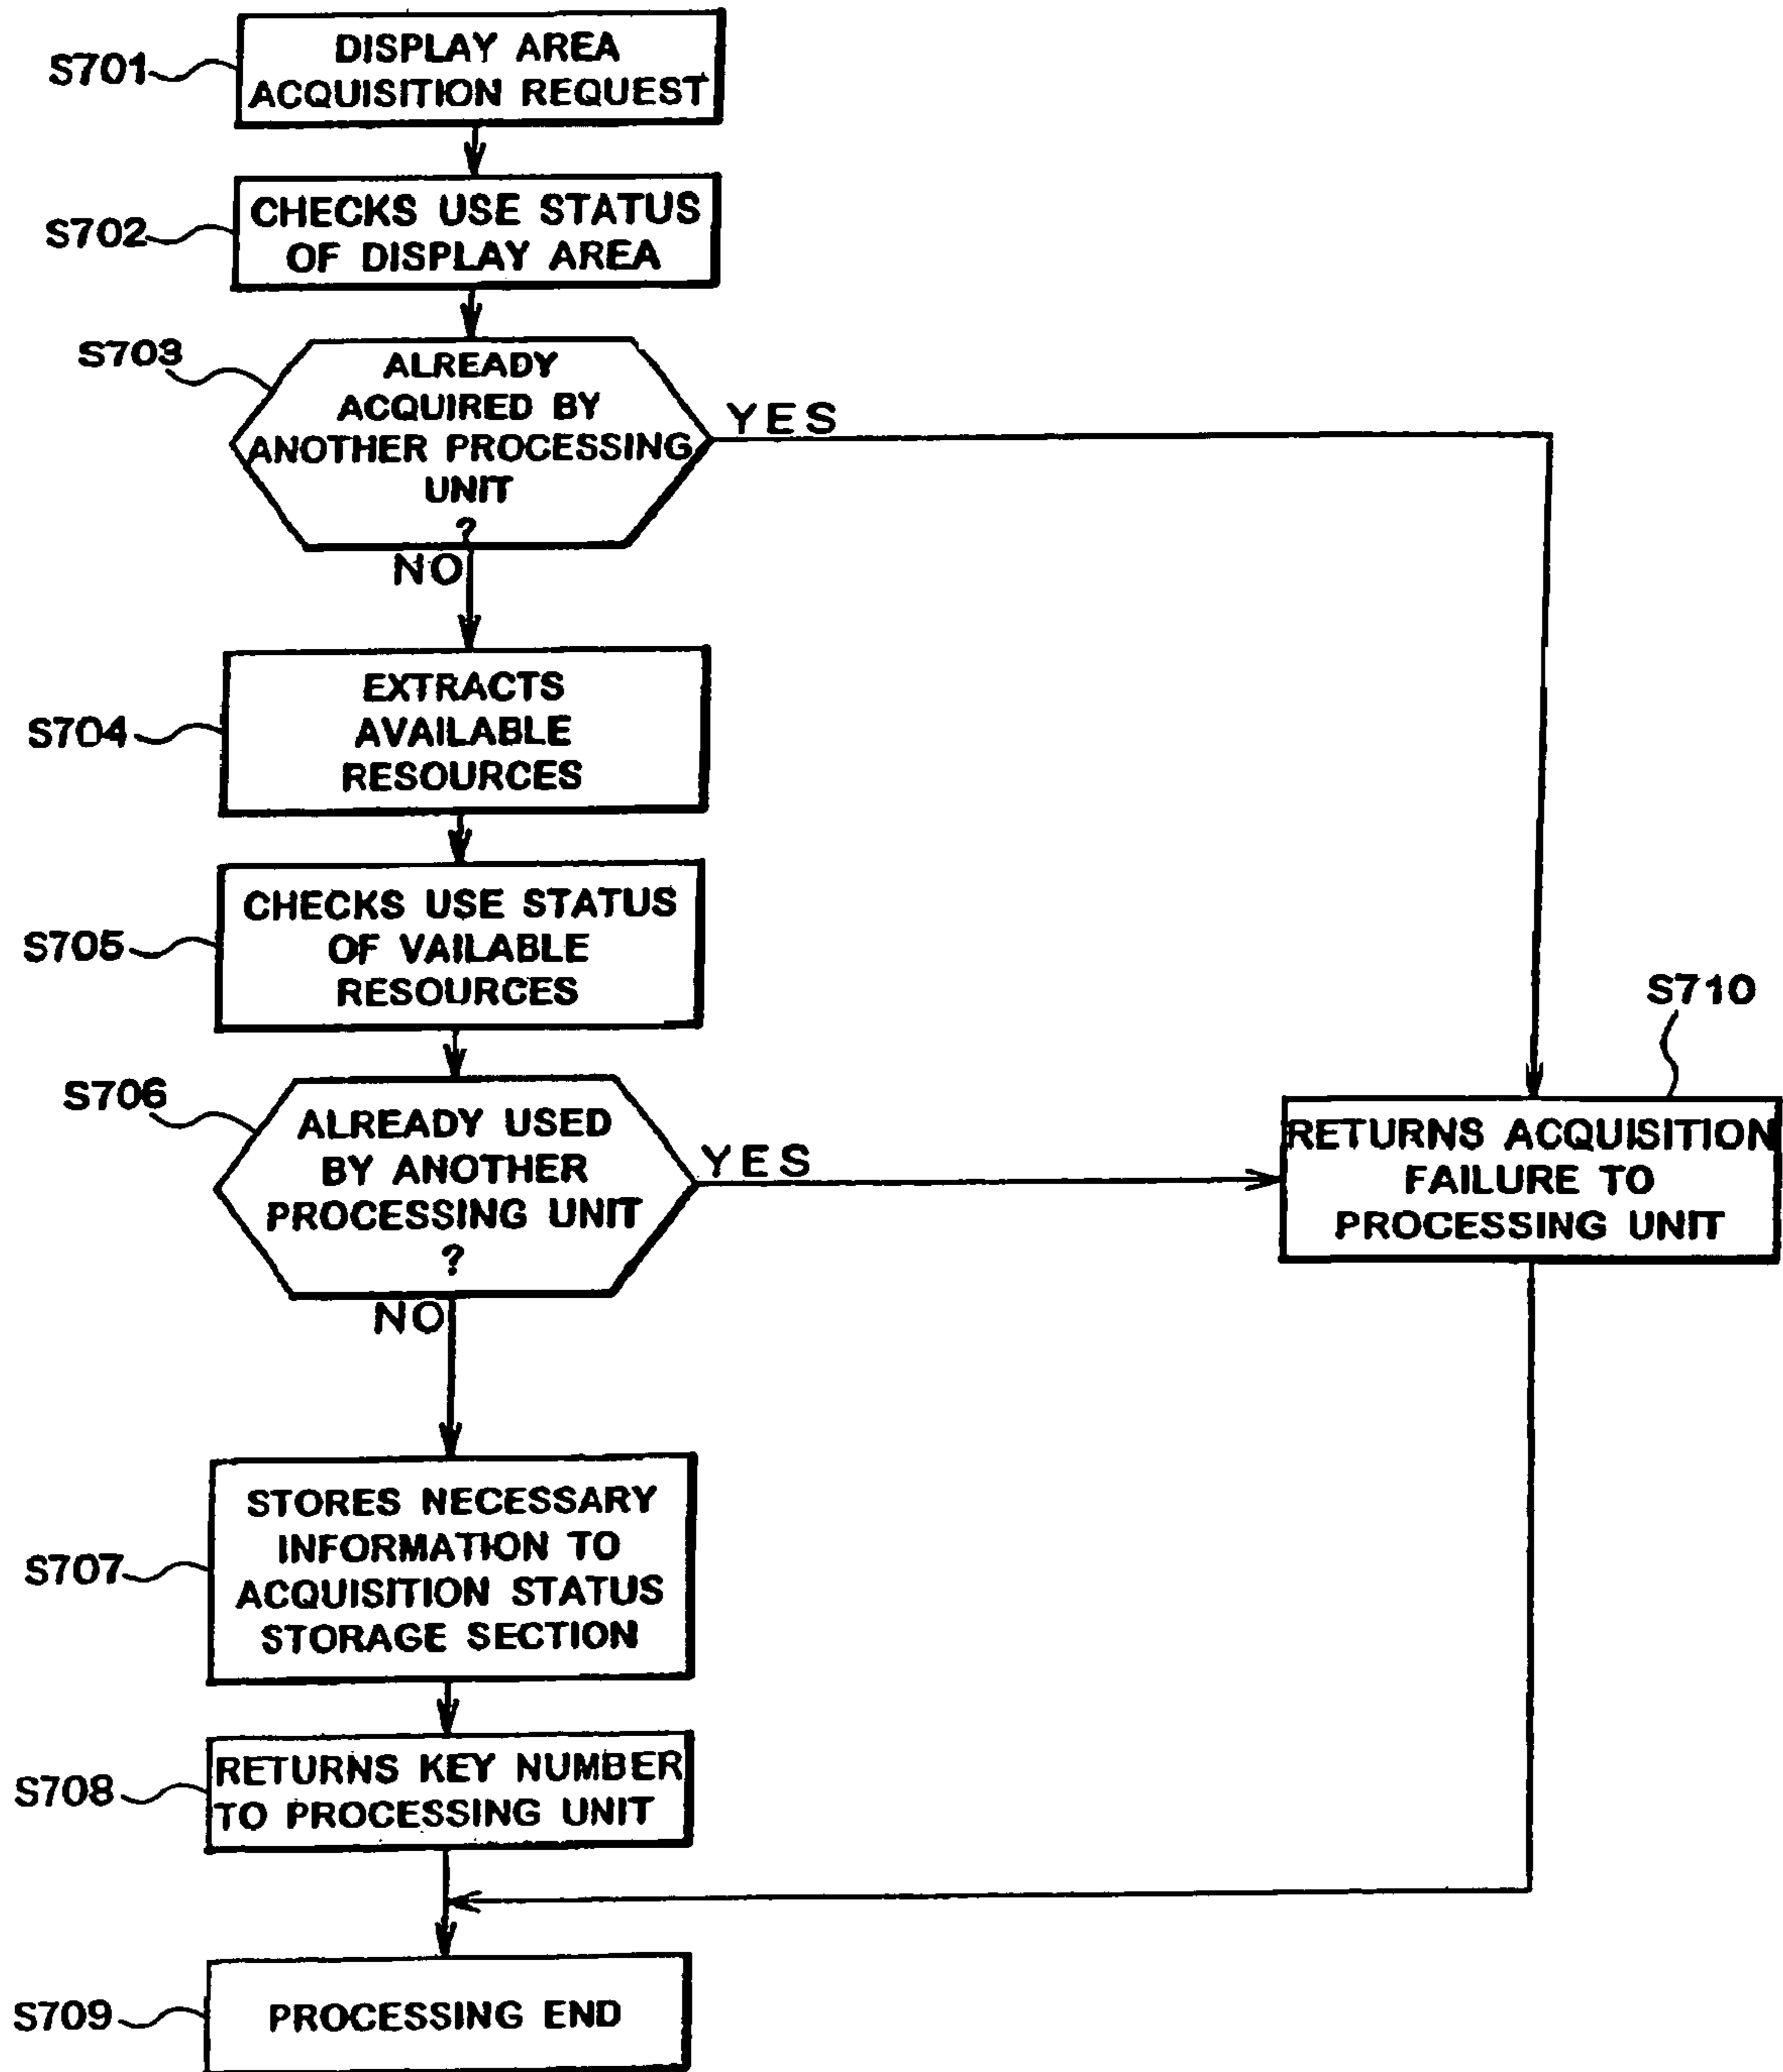 S701
DISPLAY AREA
ACQUISITION REQUEST
S702
CHECKS USE STATUS
OF DISPLAY AREA
S703
ALREADY
ACQUIRED BY
ANOTHER PROCESSING
UNIT
?
YES
NO
S704
EXTRACTS
AVAILABLE
RESOURCES
S705
CHECKS USE STATUS
OF VAILABLE
RESOURCES
S706
ALREADY USED
BY ANOTHER
PROCESSING UNIT
?
YES
NO
S710
RETURNS ACQUISITION
FAILURE TO
PROCESSING UNIT
S707
STORES NECESSARY
INFORMATION TO
ACQUISITION STATUS
STORAGE SECTION
S708
RETURNS KEY NUMBER
TO PROCESSING UNIT
S709
PROCESSING END